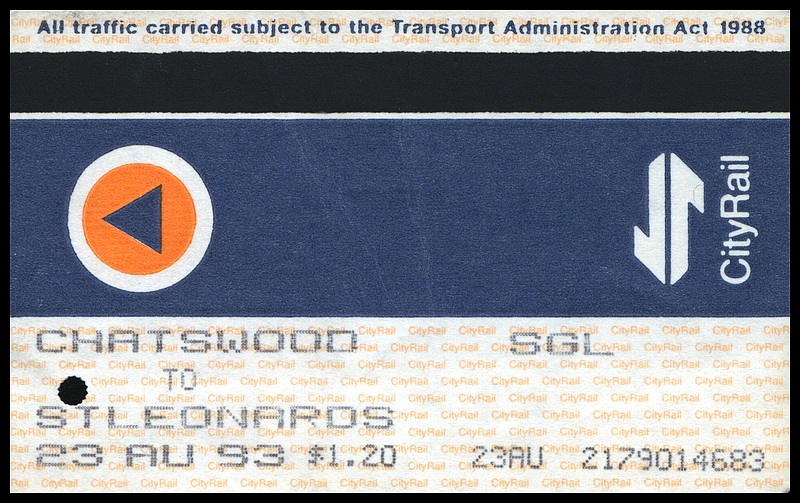 All traffic carried subject to the Transport Administration Act 1988
CityRail
CHATSWOOD SGL
TO
STLEONARDS
23 AU 93 $1.20 23AU 2179014683